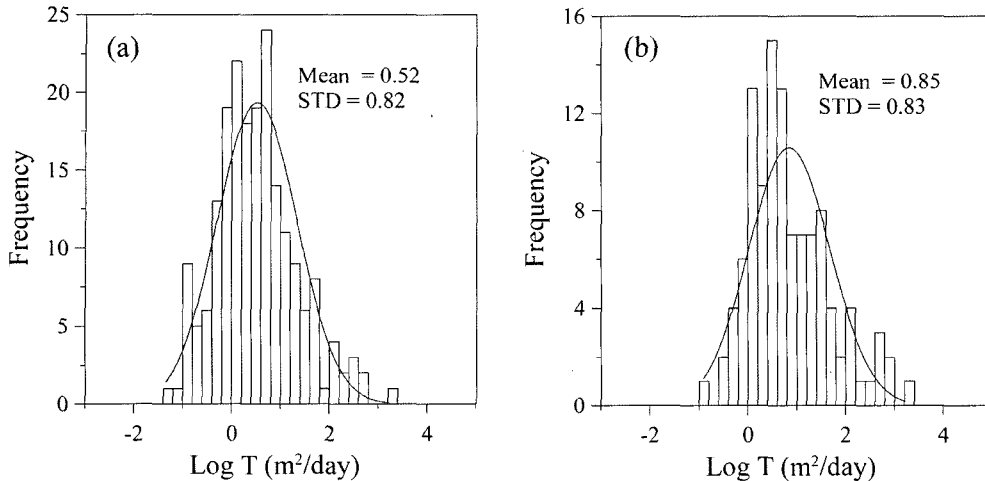 (a)
Mean = 0.52
STD = 0.82
Frequency
25
20
15
10
5
0
-2 0 2 4
Log T (m²/day)
(b)
Mean = 0.85
STD = 0.83
Frequency
16
12
8
4
0
-2 0 2 4
Log T (m²/day)